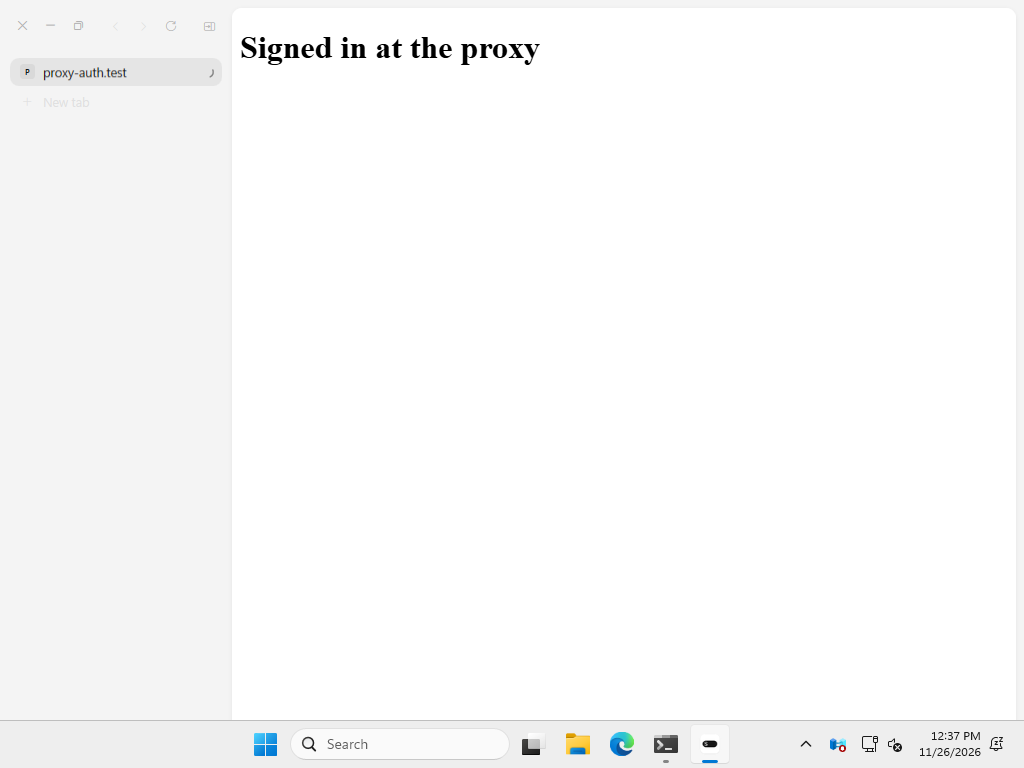 P proxy-auth.test
+ New tab
Signed in at the proxy
Search
12:37 PM
11/26/2026